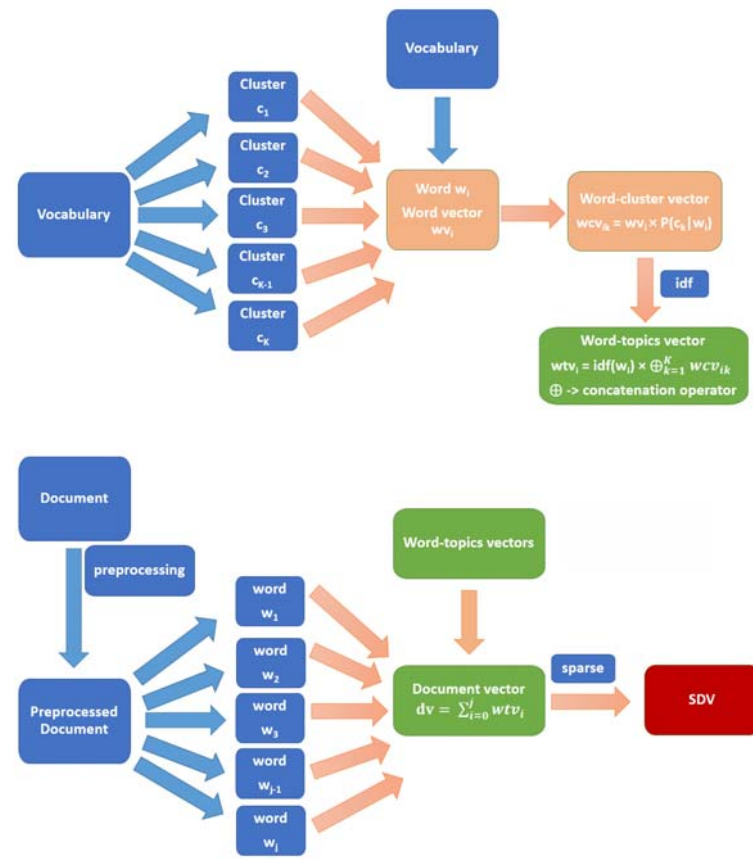 Vocabulary
Cluster
c₁
Cluster
c₂
Vocabulary
Cluster
c₃
Cluster
cK-1
Cluster
cK
Word wᵢ
Word vector
wvᵢ
Word-cluster vector
wcvᵢₖ = wvᵢ × P(cₖ|wᵢ)
idf
Word-topics vector
wtvᵢ = idf(wᵢ) × ⊕ᴷₖ₌₁ wcvᵢₖ
⊕ -> concatenation operator
Document
preprocessing
Word-topics vectors
word
w₁
word
w₂
Preprocessed
Document
word
w₃
word
wj-1
word
wj
Document vector
dv = ∑ʲᵢ₌₀ wtvᵢ
sparse
SDV